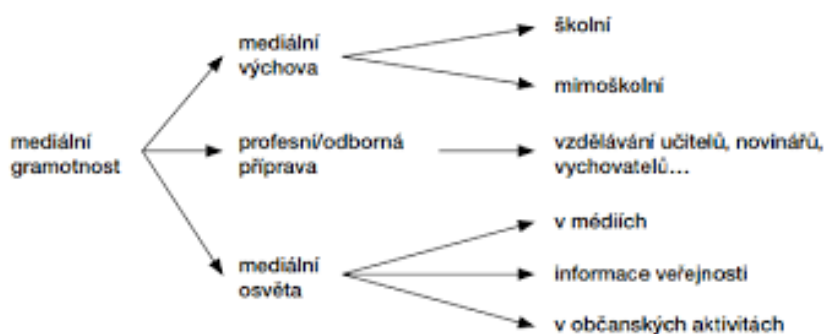 mediální
gramotnost
mediální
výchova
profesní/odborná
příprava
mediální
osvěta
školní
mimoškolní
vzdělávání učitelů, novinářů,
vychovatelů...
v médiích
informace veřejnosti
v občanských aktivitách